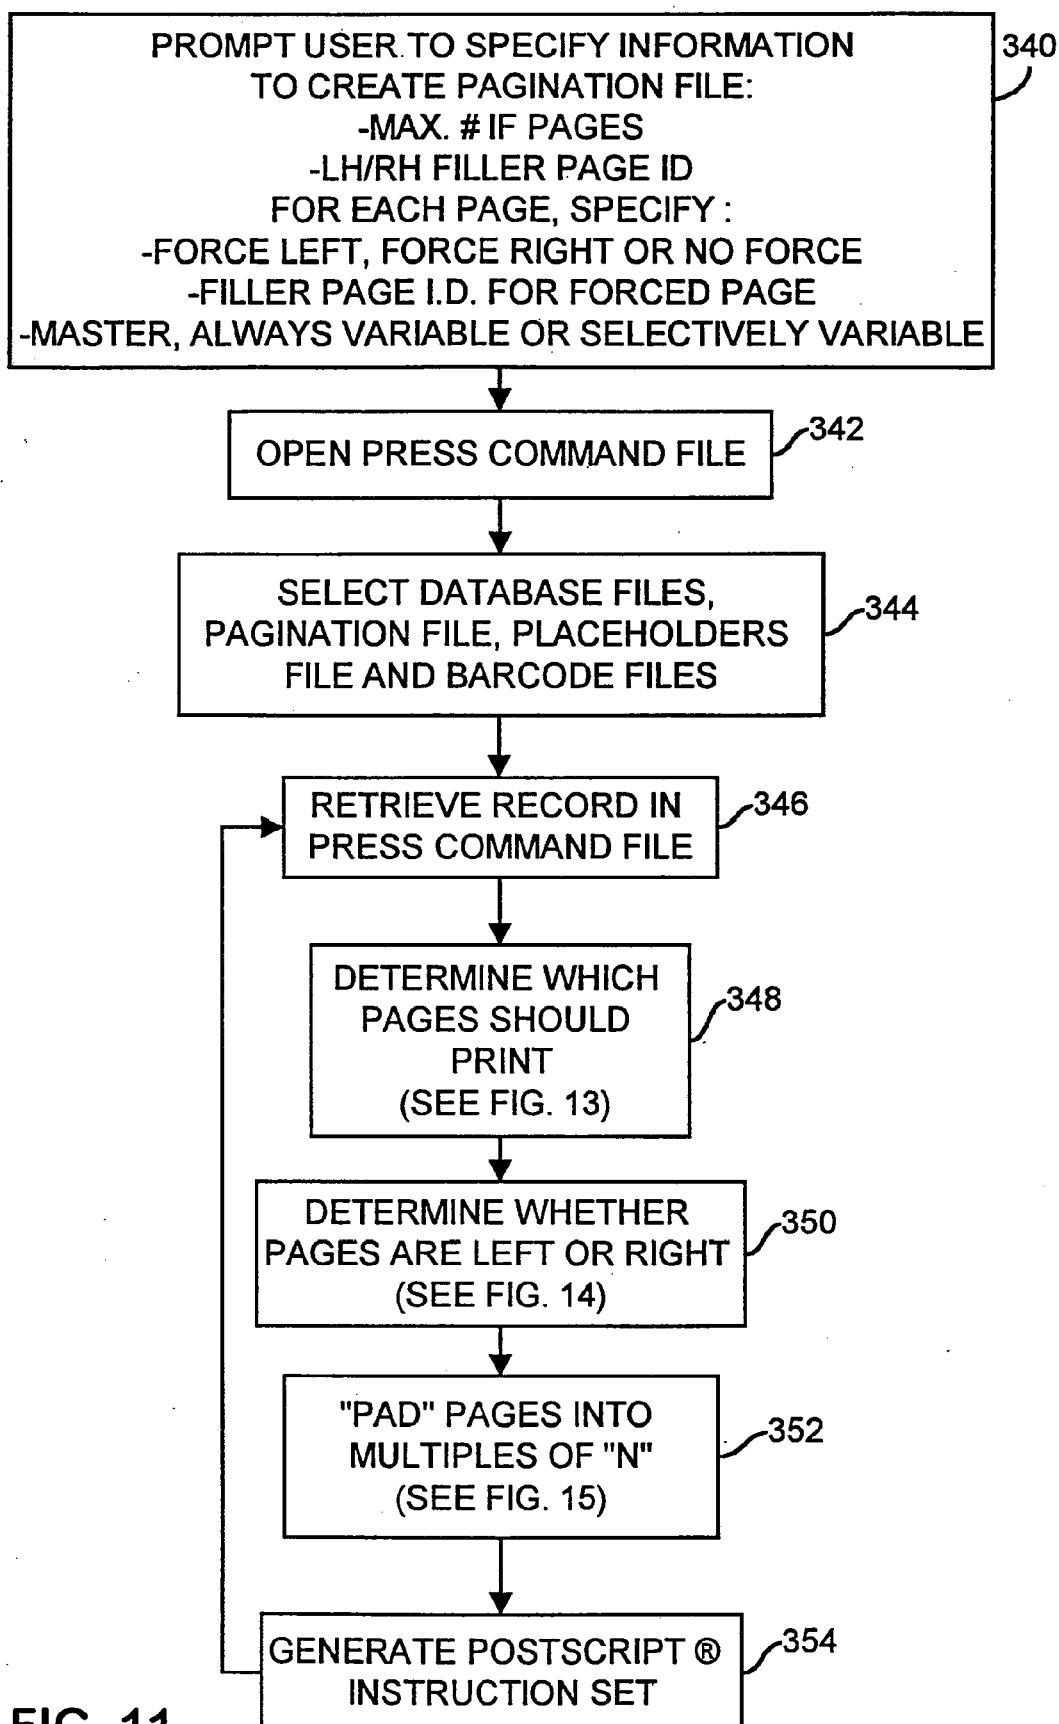 PROMPT USER TO SPECIFY INFORMATION
TO CREATE PAGINATION FILE:
-MAX. # IF PAGES
-LH/RH FILLER PAGE ID
FOR EACH PAGE, SPECIFY :
-FORCE LEFT, FORCE RIGHT OR NO FORCE
-FILLER PAGE I.D. FOR FORCED PAGE
-MASTER, ALWAYS VARIABLE OR SELECTIVELY VARIABLE
340
OPEN PRESS COMMAND FILE
342
SELECT DATABASE FILES,
PAGINATION FILE, PLACEHOLDERS
FILE AND BARCODE FILES
344
RETRIEVE RECORD IN
PRESS COMMAND FILE
346
DETERMINE WHICH
PAGES SHOULD
PRINT
(SEE FIG. 13)
348
DETERMINE WHETHER
PAGES ARE LEFT OR RIGHT
(SEE FIG. 14)
350
"PAD" PAGES INTO
MULTIPLES OF "N"
(SEE FIG. 15)
352
GENERATE POSTSCRIPT ®
INSTRUCTION SET
354
FIG. 11